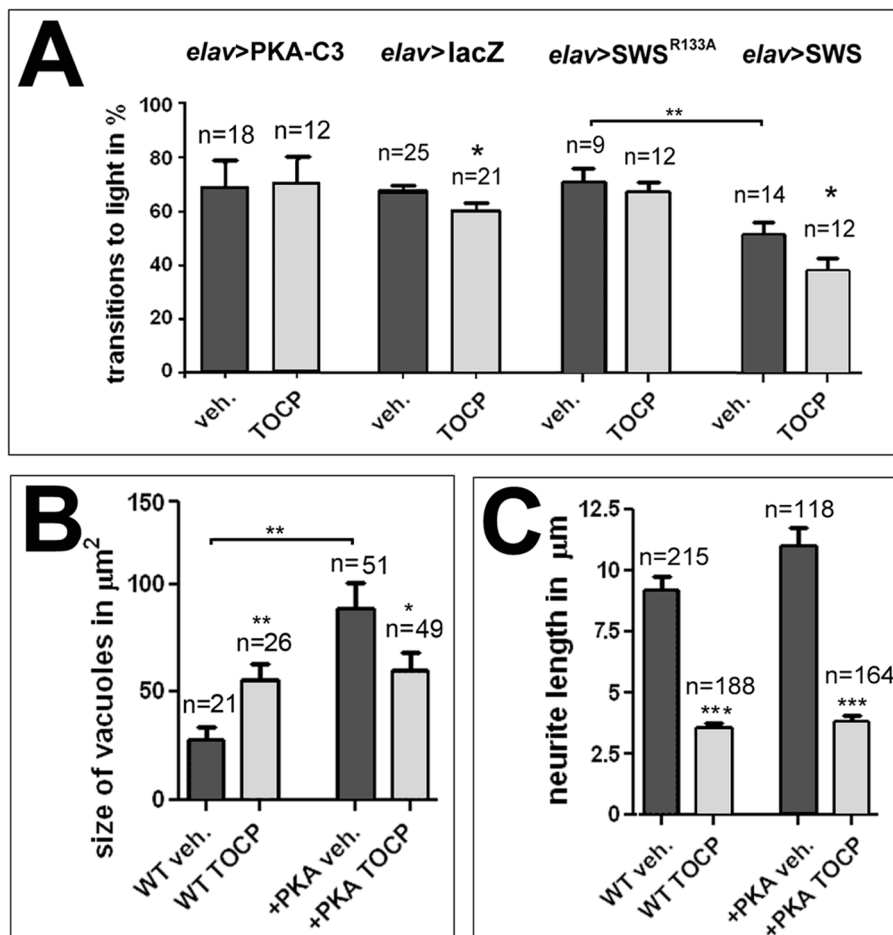 A
elav>PKA-C3 elav>lacZ elav>SWS^R133A elav>SWS
transitions to light in %
100
80
60
40
20
0
n=18 n=12 n=25 * n=21 n=9 ** n=12 n=14 * n=12
veh. TOCP veh. TOCP veh. TOCP veh. TOCP
B
size of vacuoles in μm²
150
100
50
0
n=21 ** n=26 ** n=51 * n=49
WT veh. WT TOCP +PKA veh. +PKA TOCP
C
neurite length in μm
12.5
10
7.5
5
2.5
0
n=215 n=188 *** n=118 n=164 ***
WT veh. WT TOCP +PKA veh. +PKA TOCP